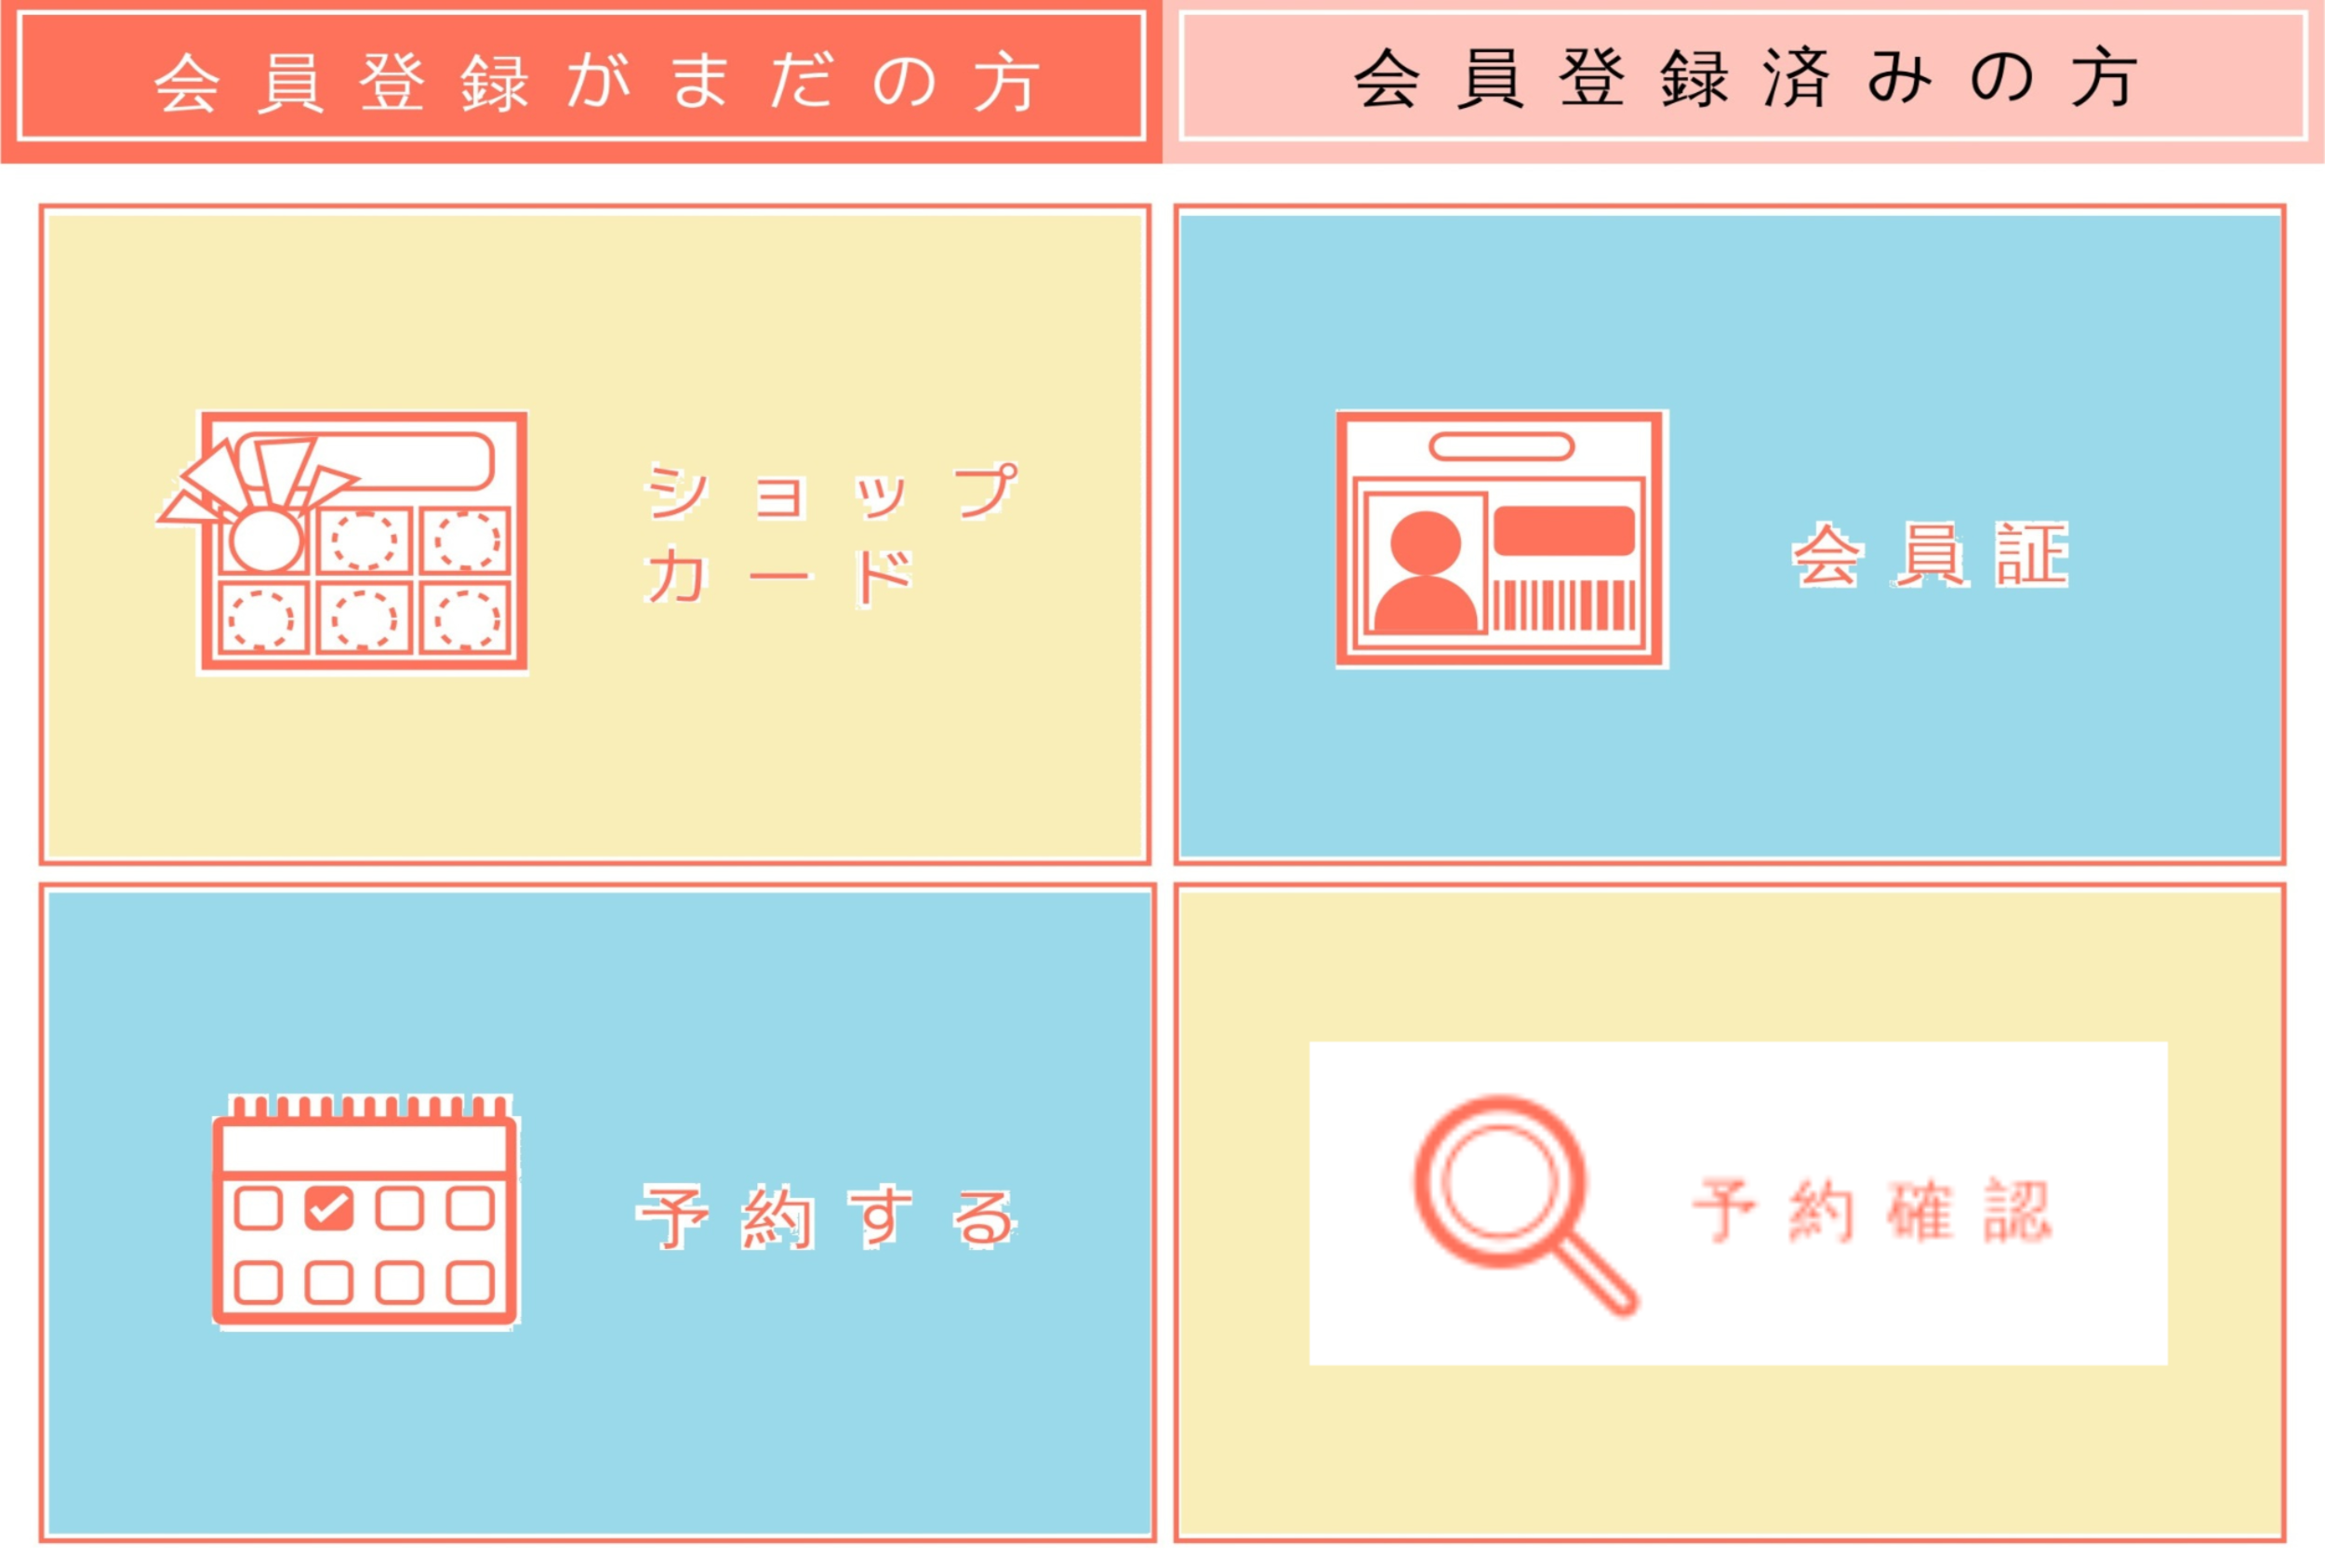 会員登録がまだの方
会員登録済みの方
ショップ
カード
会員証
予約する
予約確認